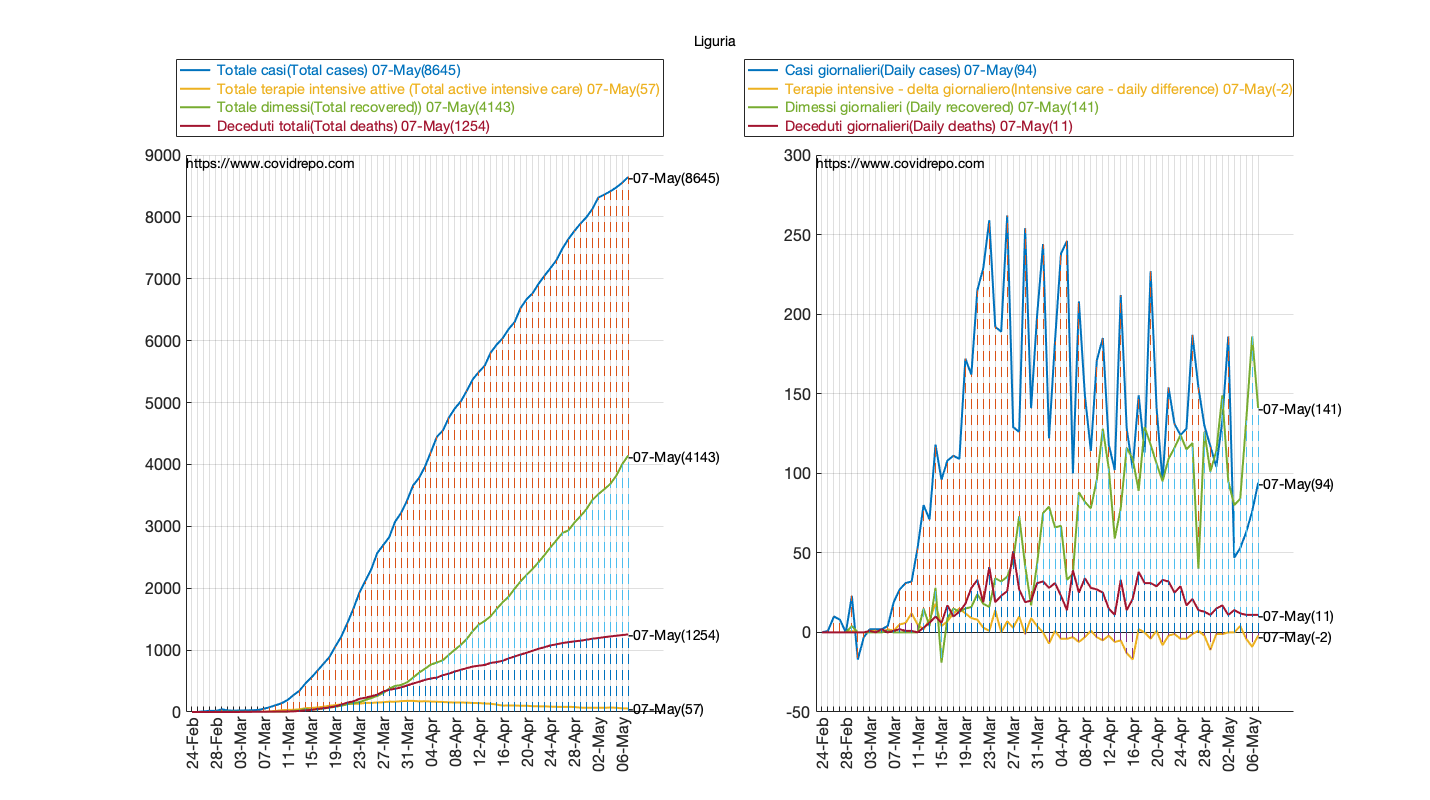 Liguria
Totale casi(Total cases) 07-May(8645)
Totale terapie intensive attive (Total active intensive care) 07-May(57)
Totale dimessi(Total recovered)) 07-May(4143)
Deceduti totali(Total deaths) 07-May(1254)
https://www.covidrepo.com
9000
8000
7000
6000
5000
4000
3000
2000
1000
0
07-May(8645)
07-May(4143)
07-May(1254)
07-May(57)
24-Feb
28-Feb
03-Mar
07-Mar
11-Mar
15-Mar
19-Mar
23-Mar
27-Mar
31-Mar
04-Apr
08-Apr
12-Apr
16-Apr
20-Apr
24-Apr
28-Apr
02-May
06-May
Casi giornalieri(Daily cases) 07-May(94)
Terapie intensive - delta giornaliero(Intensive care - daily difference) 07-May(-2)
Dimessi giornalieri (Daily recovered) 07-May(141)
Deceduti giornalieri(Daily deaths) 07-May(11)
https://www.covidrepo.com
300
250
200
150
100
50
0
-50
07-May(141)
07-May(94)
07-May(11)
07-May(-2)
24-Feb
28-Feb
03-Mar
07-Mar
11-Mar
15-Mar
19-Mar
23-Mar
27-Mar
31-Mar
04-Apr
08-Apr
12-Apr
16-Apr
20-Apr
24-Apr
28-Apr
02-May
06-May